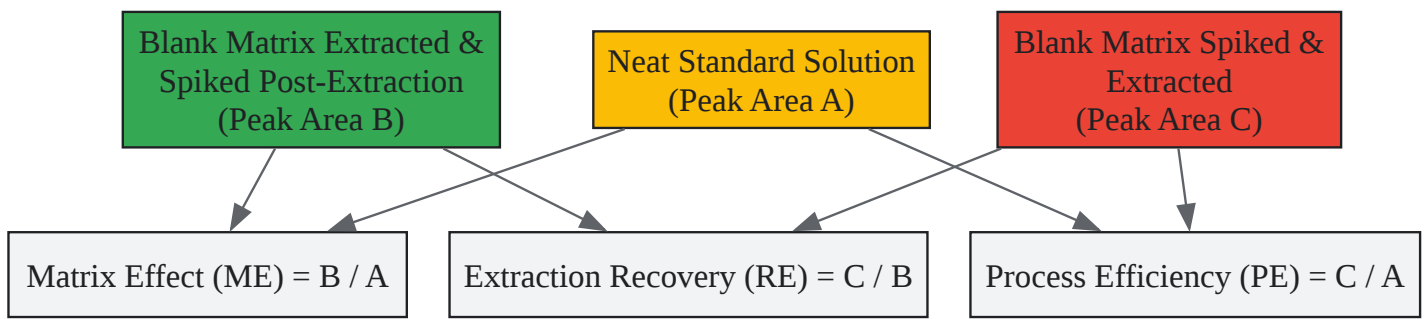 Blank Matrix Extracted &
Spiked Post-Extraction
(Peak Area B)
Neat Standard Solution
(Peak Area A)
Blank Matrix Spiked &
Extracted
(Peak Area C)
Matrix Effect (ME) = B / A
Extraction Recovery (RE) = C / B
Process Efficiency (PE) = C / A